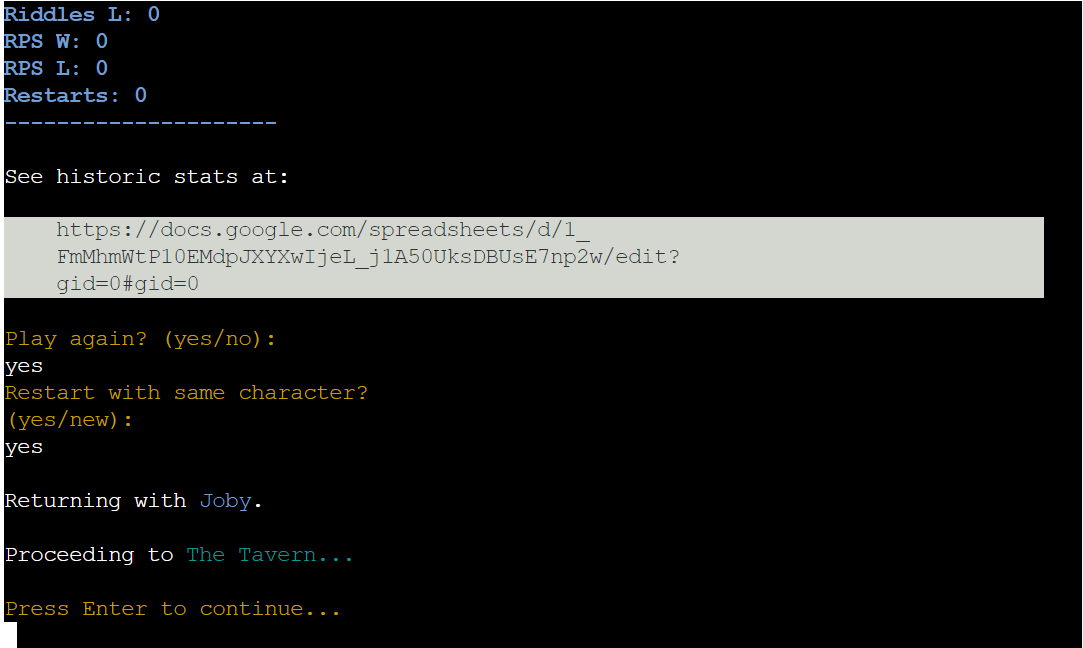 Riddles L: 0
RPS W: 0
RPS L: 0
Restarts: 0
---------------------
See historic stats at:
https://docs.google.com/spreadsheets/d/1_
FmMhmWtP10EMdpJXYXwIjeL_j1A50UksDBUsE7np2w/edit?
gid=0#gid=0
Play again? (yes/no):
yes
Restart with same character?
(yes/new):
yes
Returning with Joby.
Proceeding to The Tavern...
Press Enter to continue...